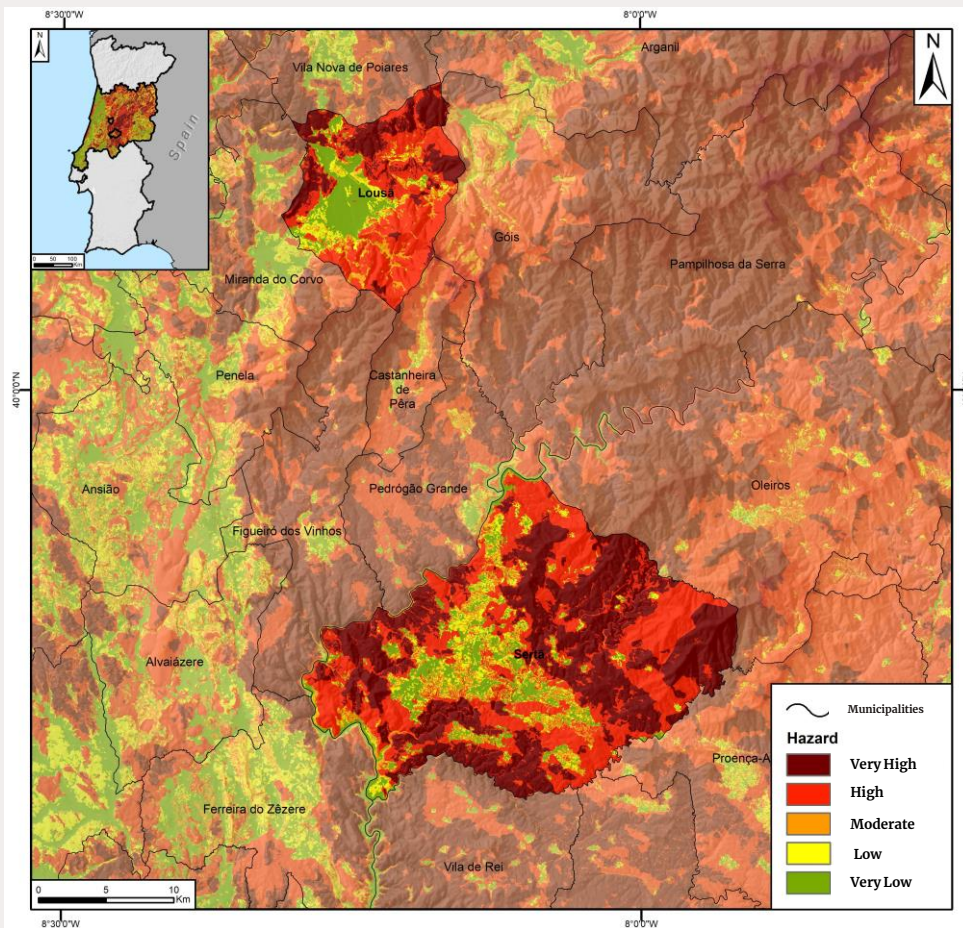 8°30'0"W
8°0'0"W
N
N
Spain
0 50 100
Km
Arganil
Vila Nova de Poiares
Lousã
Góis
Pampilhosa da Serra
Miranda do Corvo
40°0'0"N
Penela
Castanheira
de
Pêra
Ansião
Pedrógão Grande
Oleiros
Figueiró dos Vinhos
Sertã
Alvaiázere
Municipalities
Hazard
Very High
High
Moderate
Low
Very Low
Proença-A
Ferreira do Zêzere
Vila de Rei
0 5 10
Km
8°30'0"W
8°0'0"W